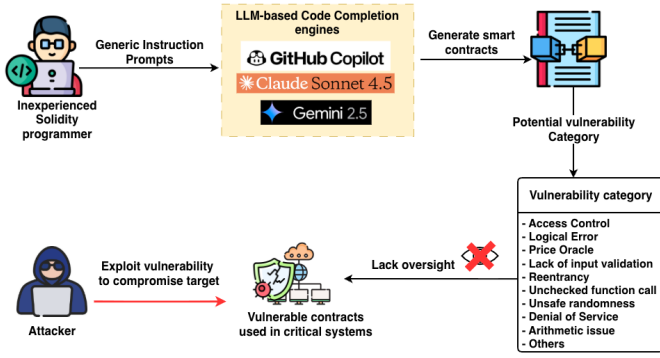 LLM-based Code Completion
engines
Generic Instruction
Prompts
GitHub Copilot
Claude Sonnet 4.5
Gemini 2.5
Generate smart
contracts
</>
Inexperienced
Solidity
programmer
Potential vulnerability
Category
Vulnerability category
- Access Control
- Logical Error
- Price Oracle
- Lack of input validation
- Reentrancy
- Unchecked function call
- Unsafe randomness
- Denial of Service
- Arithmetic issue
- Others
Lack oversight
Vulnerable contracts
used in critical systems
Exploit vulnerability
to compromise target
Attacker